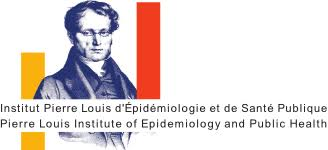 Institut Pierre Louis d'Épidémiologie et de Santé Publique
Pierre Louis Institute of Epidemiology and Public Health